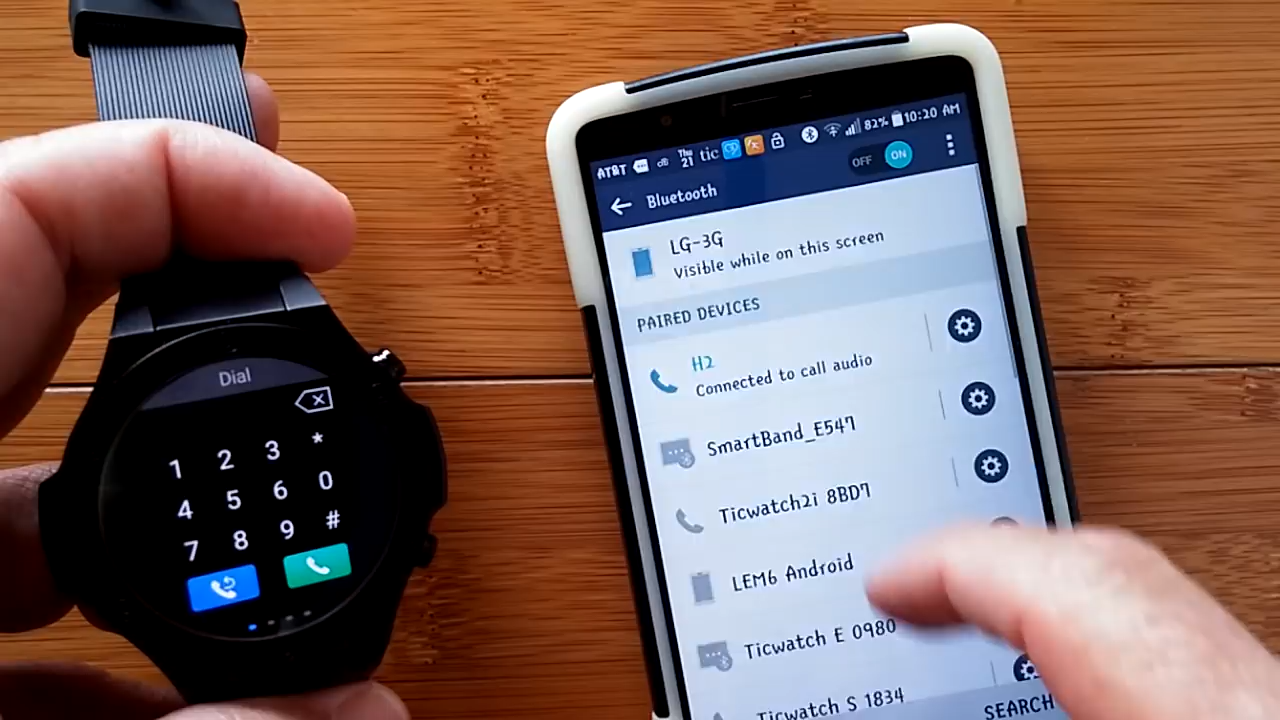 Dial
1 2 3 *
4 5 6 0
7 8 9 #
AT&T Thu 21 tic 82% 10:20 AM
Bluetooth OFF ON
LG-3G
Visible while on this screen
PAIRED DEVICES
H2
Connected to call audio
SmartBand_E547
Ticwatch2i 8BD7
LEM6 Android
Ticwatch E 0980
Ticwatch S 1834
SEARCH